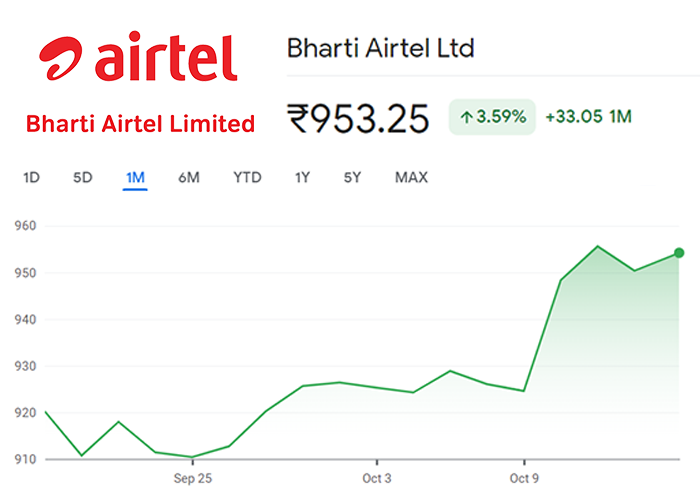 airtel
Bharti Airtel Limited
Bharti Airtel Ltd
₹953.25 ↑3.59% +33.05 1M
1D 5D 1M 6M YTD 1Y 5Y MAX
960
950
940
930
920
910
Sep 25 Oct 3 Oct 9